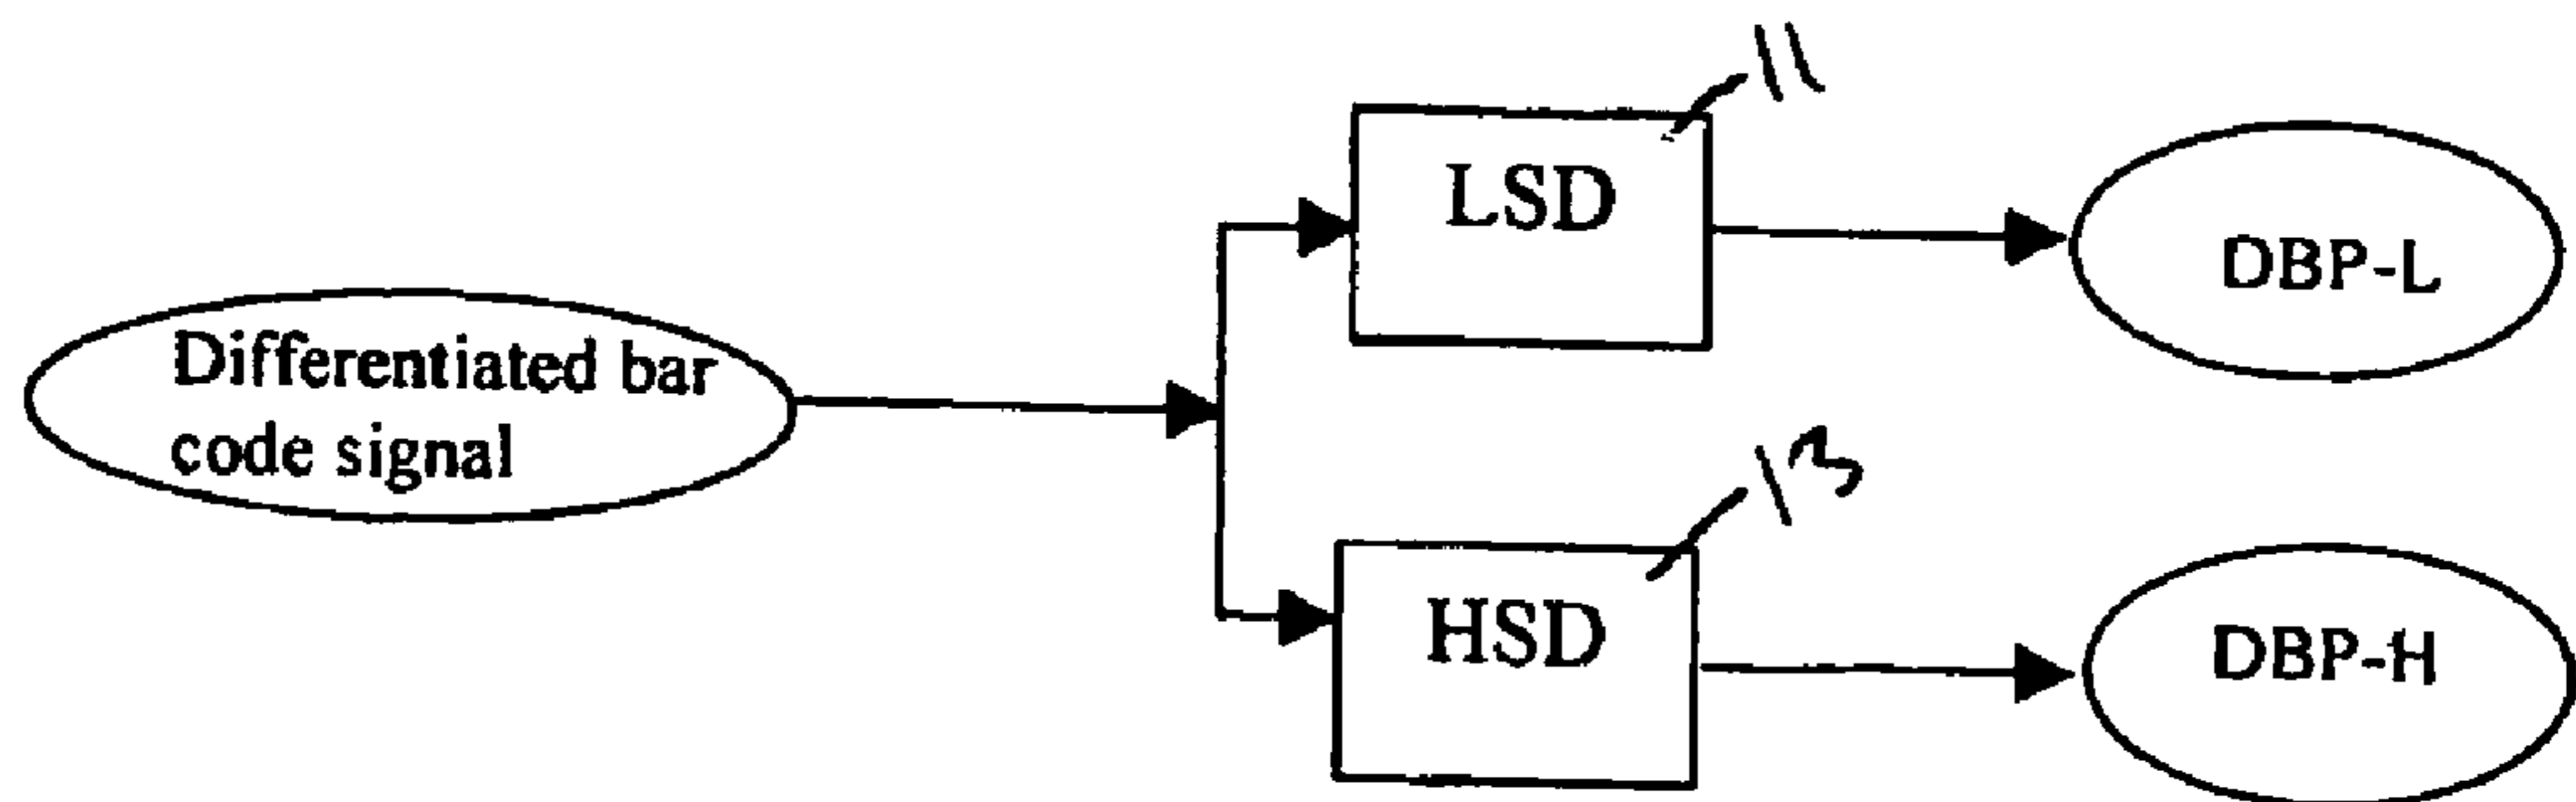 11
LSD
DBP-L
Differentiated bar
code signal
13
HSD
DBP-H